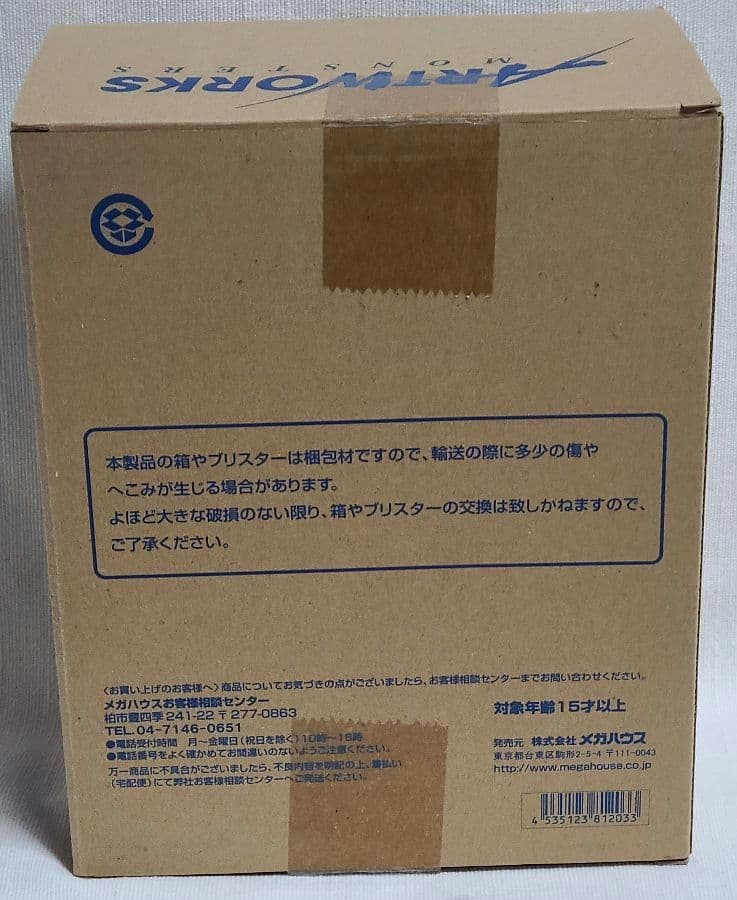 ARTWORKS
MONSTERS
本製品の箱やブリスターは梱包材ですので、輸送の際に多少の傷や
へこみが生じる場合があります。
よほど大きな破損のない限り、箱やブリスターの交換は致しかねますので、
ご了承ください。
〈お買い上げのお客様へ〉商品についてお気づきの点がございましたら、お客様相談センターまでお問い合わせください。
メガハウスお客様相談センター
柏市豊四季241-22 〒277-0863
TEL.04-7146-0651
●電話受付時間 月〜金曜日(祝日を除く)10時〜16時
●電話番号をよく確かめてお間違いのないようご注意ください。
万一商品に不具合がございましたら、不良内容を明記の上、着払い
(宅配便)にて弊社お客様相談センターへご発送ください。
対象年齢15才以上
発売元 株式会社メガハウス
東京都台東区駒形2-5-4 〒111-0043
http://www.megahouse.co.jp
4 535123 812033